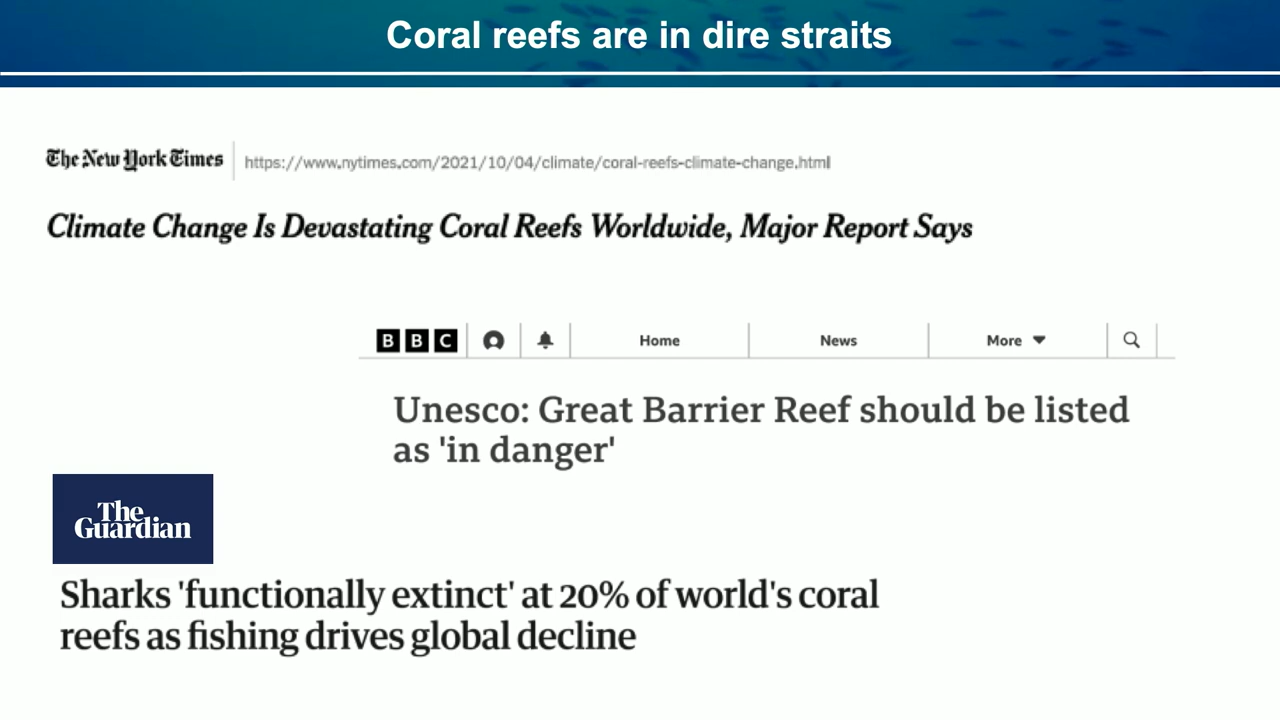 Coral reefs are in dire straits
The New York Times
https://www.nytimes.com/2021/10/04/climate/coral-reefs-climate-change.html
Climate Change Is Devastating Coral Reefs Worldwide, Major Report Says
BBC
Home
News
More
Unesco: Great Barrier Reef should be listed
as 'in danger'
The
Guardian
Sharks 'functionally extinct' at 20% of world's coral
reefs as fishing drives global decline